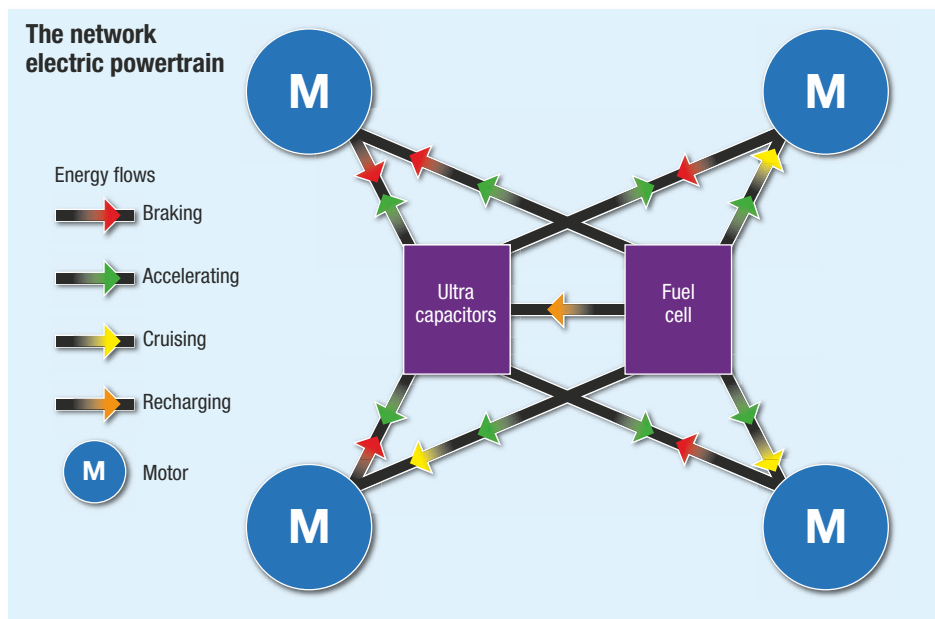 The network
electric powertrain
M
M
Energy flows
Braking
Accelerating
Cruising
Recharging
M
Motor
Ultra
capacitors
Fuel
cell
M
M